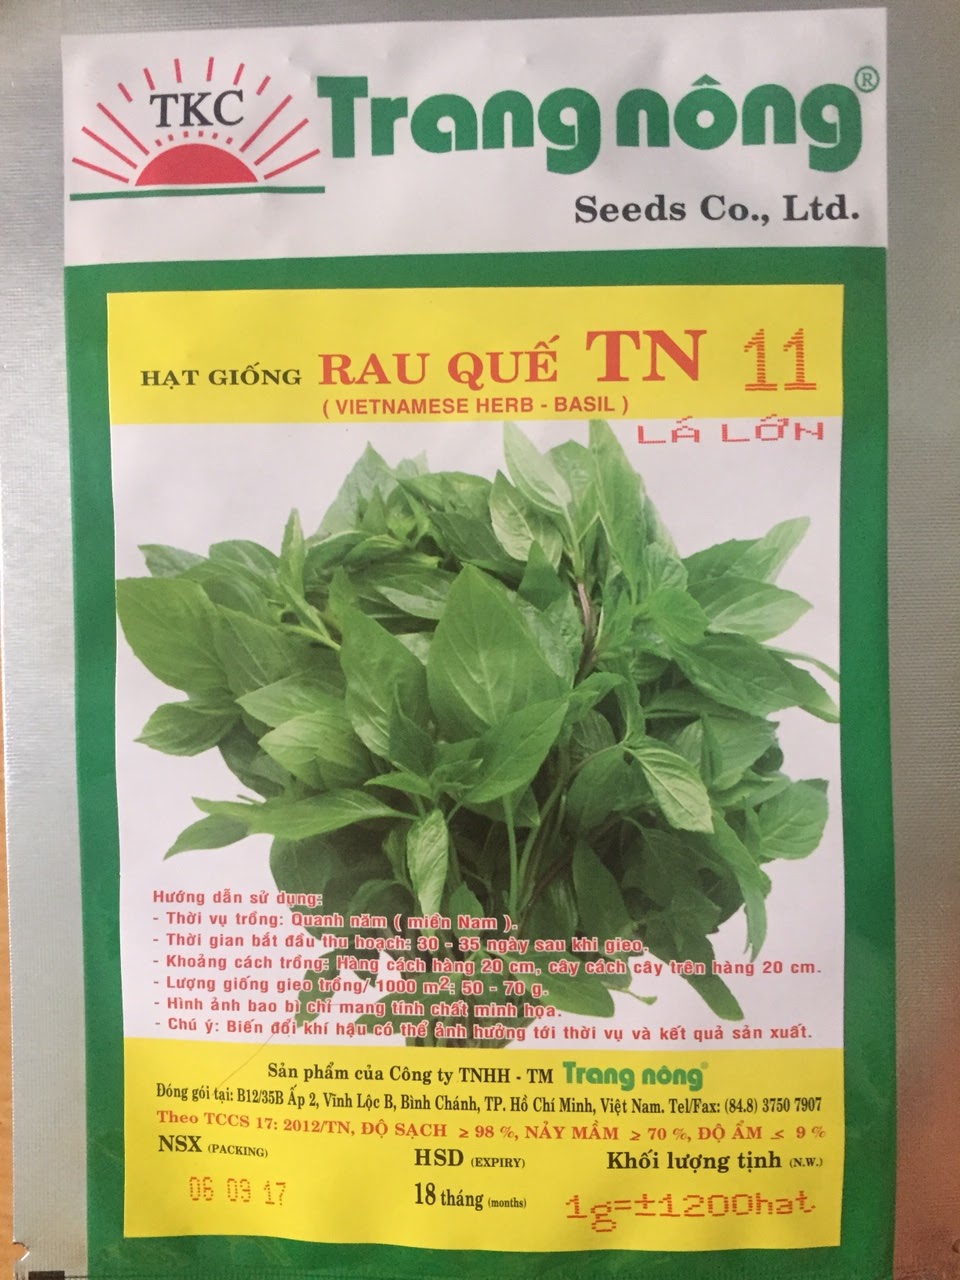 TKC
Trang nông®
Seeds Co., Ltd.
HẠT GIỐNG RAU QUẾ TN 11
( VIETNAMESE HERB - BASIL )
LÁ LỚN
Hướng dẫn sử dụng:
- Thời vụ trồng: Quanh năm ( miền Nam ).
- Thời gian bắt đầu thu hoạch: 30 - 35 ngày sau khi gieo.
- Khoảng cách trồng: Hàng cách hàng 20 cm, cây cách cây trên hàng 20 cm.
- Lượng giống gieo trồng/ 1000 m²: 50 - 70 g.
- Hình ảnh bao bì chỉ mang tính chất minh họa.
- Chú ý: Biến đổi khí hậu có thể ảnh hưởng tới thời vụ và kết quả sản xuất.
Sản phẩm của Công ty TNHH - TM Trang nông®
Đóng gói tại: B12/35B Ấp 2, Vĩnh Lộc B, Bình Chánh, TP. Hồ Chí Minh, Việt Nam. Tel/Fax: (84.8) 3750 7907
Theo TCCS 17: 2012/TN, ĐỘ SẠCH ≥ 98 %, NẢY MẦM ≥ 70 %, ĐỘ ẨM ≤ 9 %
NSX (PACKING) HSD (EXPIRY) Khối lượng tịnh (N.W.)
06 09 17 18 tháng (months) 1g=±1200hat